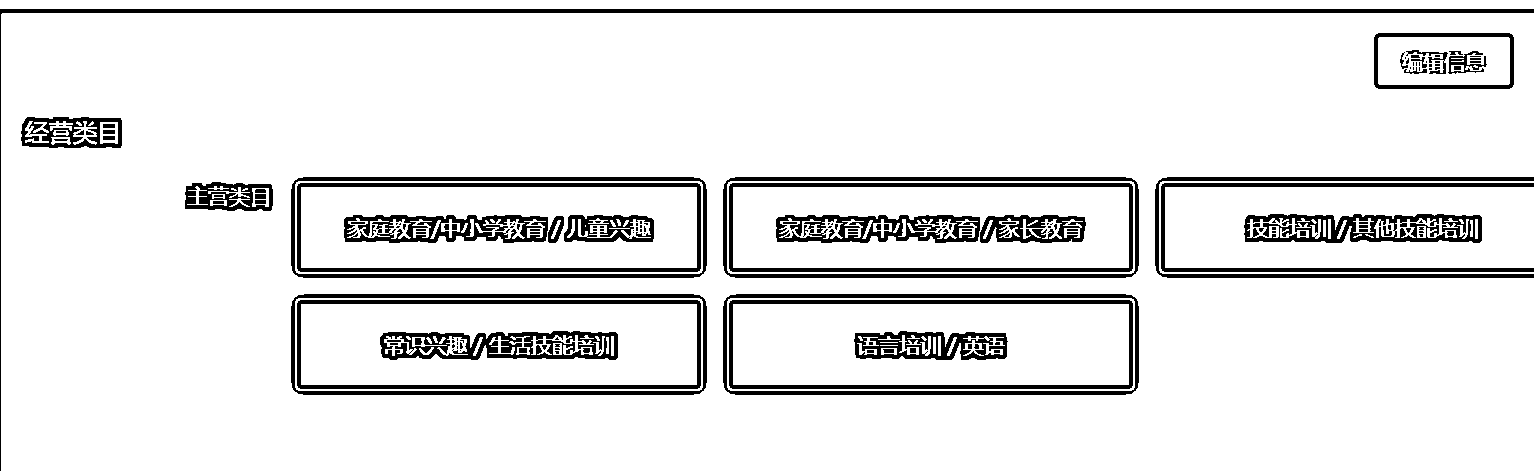 编辑信息
经营类目
主营类目
家庭教育/中小学教育 / 儿童兴趣
家庭教育/中小学教育 / 家长教育
技能培训 / 其他技能培训
常识兴趣 / 生活技能培训
语言培训 / 英语